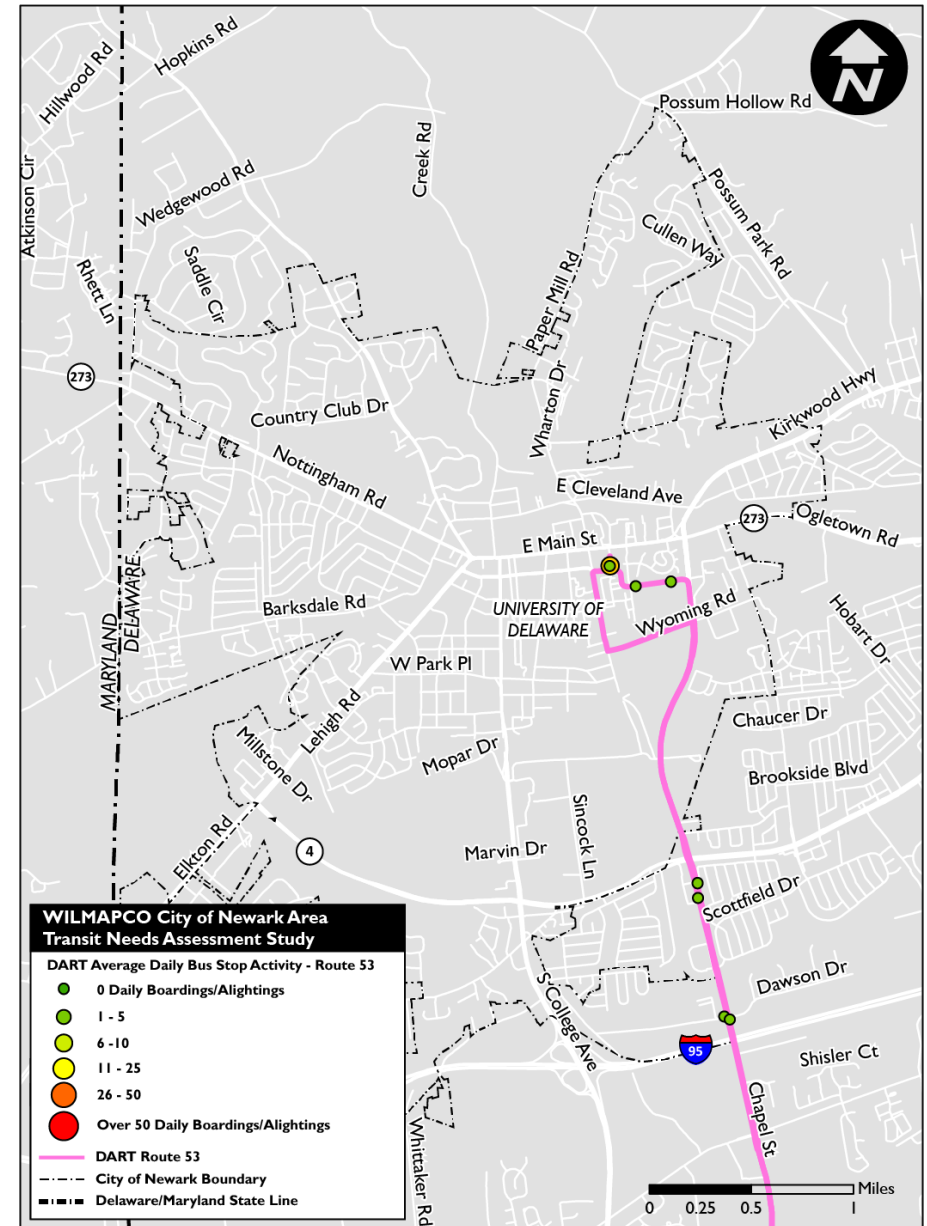 Hopkins Rd
Hillwood Rd
N
Possum Hollow Rd
Creek Rd
Atkinson Cir
Wedgewood Rd
Possum Park Rd
Cullen Way
Saddle Cir
Rhett Ln
Paper Mill Rd
273
Wharton Dr
Kirkwood Hwy
Country Club Dr
Nottingham Rd
E Cleveland Ave
273
Ogletown Rd
E Main St
MARYLAND
DELAWARE
Barksdale Rd
UNIVERSITY OF
DELAWARE
Wyoming Rd
Hobart Dr
W Park Pl
Lehigh Rd
Chaucer Dr
Millstone Dr
Mopar Dr
Brookside Blvd
Sincock Ln
Elkton Rd
4
Marvin Dr
Scottfield Dr
Dawson Dr
S College Ave
95
Shisler Ct
Chapel St
Whittaker Rd
WILMAPCO City of Newark Area
Transit Needs Assessment Study
DART Average Daily Bus Stop Activity - Route 53
0 Daily Boardings/Alightings
1 - 5
6 -10
11 - 25
26 - 50
Over 50 Daily Boardings/Alightings
DART Route 53
City of Newark Boundary
Delaware/Maryland State Line
Miles
0 0.25 0.5 1